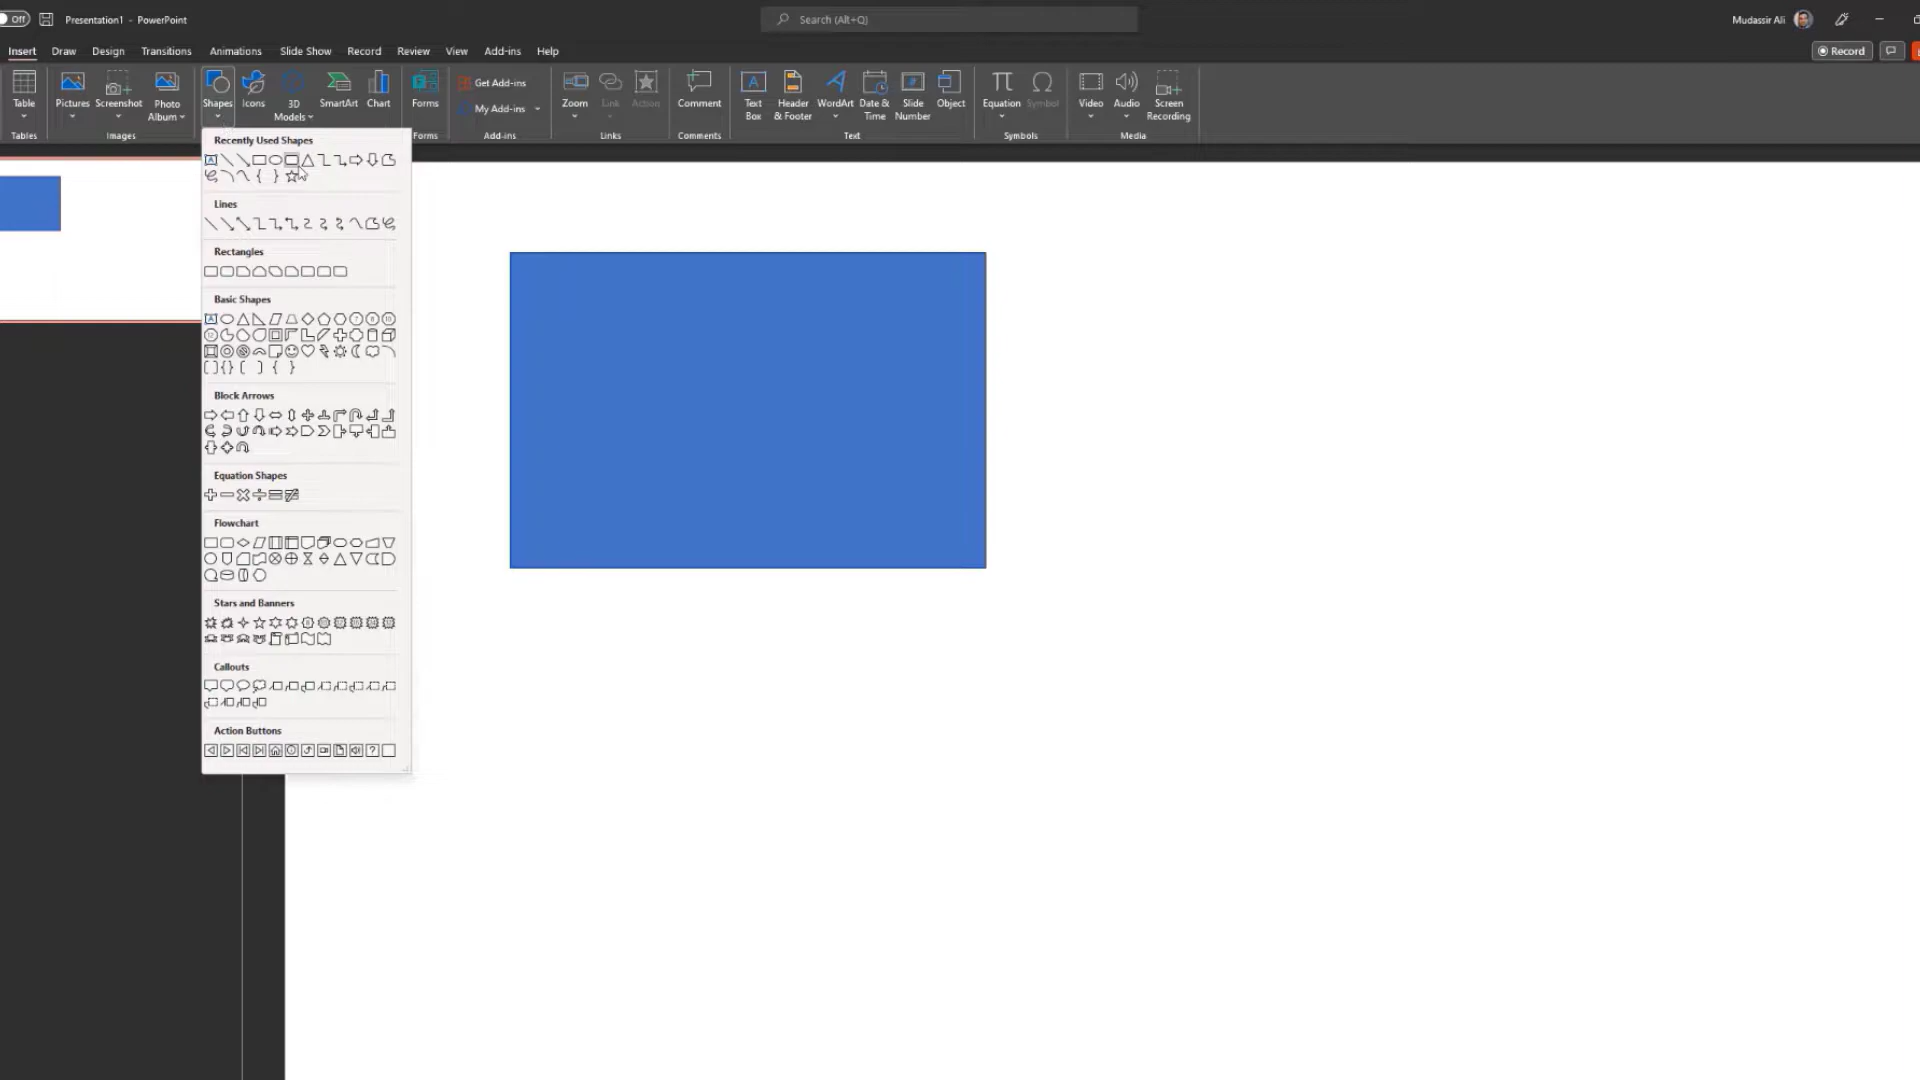 Off Presentation1 - PowerPoint Search (Alt+Q) Mudassir Ali
Insert Draw Design Transitions Animations Slide Show Record Review View Add-ins Help Record
Table Pictures Screenshot Photo Album Shapes Icons 3D Models SmartArt Chart Forms Get Add-ins My Add-ins Zoom Link Action Comment Text Box Header & Footer WordArt Date & Time Slide Number Object Equation Symbol Video Audio Screen Recording
Tables Images Forms Add-ins Links Comments Text Symbols Media
Recently Used Shapes
Lines
Rectangles
Basic Shapes
Block Arrows
Equation Shapes
Flowchart
Stars and Banners
Callouts
Action Buttons